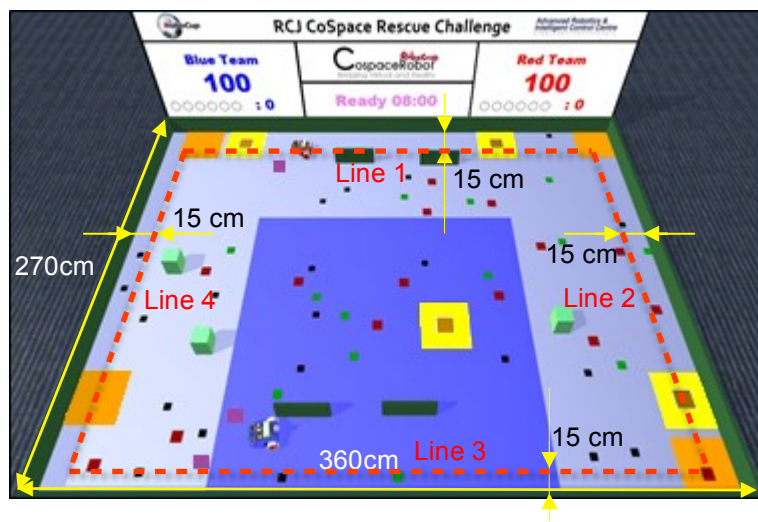 RoboCup
RCJ CoSpace Rescue Challenge
Advanced Robotics &
Intelligent Control Centre
Blue Team
100
: 0
RoboCup
CospaceRobot
Bridging Virtual and Reality
Ready 08:00
Red Team
100
: 0
Line 1
15 cm
15 cm
15 cm
270cm
Line 4
Line 2
15 cm
360cm
Line 3